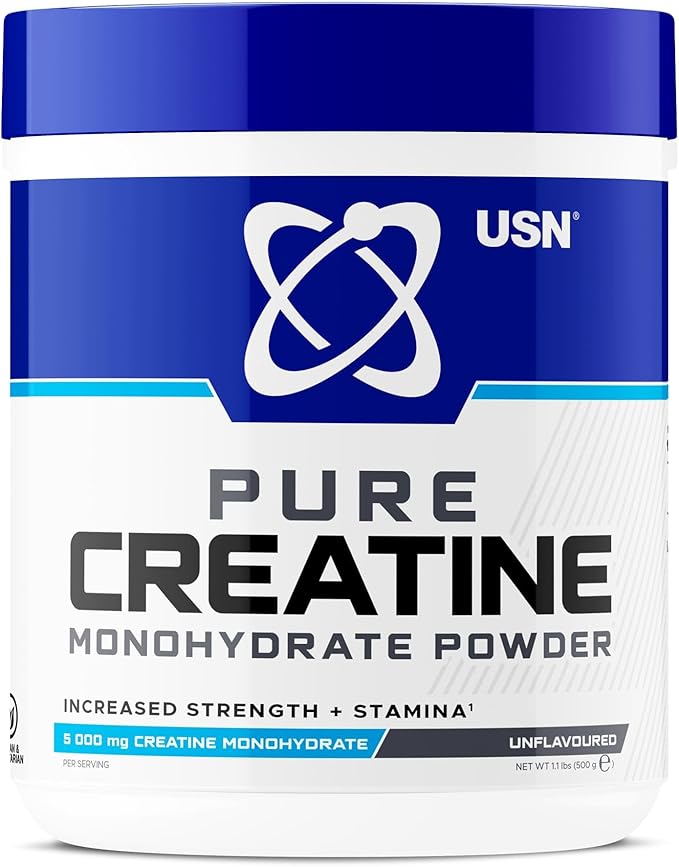 USN®
PURE
CREATINE
MONOHYDRATE POWDER
INCREASED STRENGTH + STAMINA¹
5 000 mg CREATINE MONOHYDRATE
UNFLAVOURED
PER SERVING
NET WT 1.1 lbs (500 g ℮)